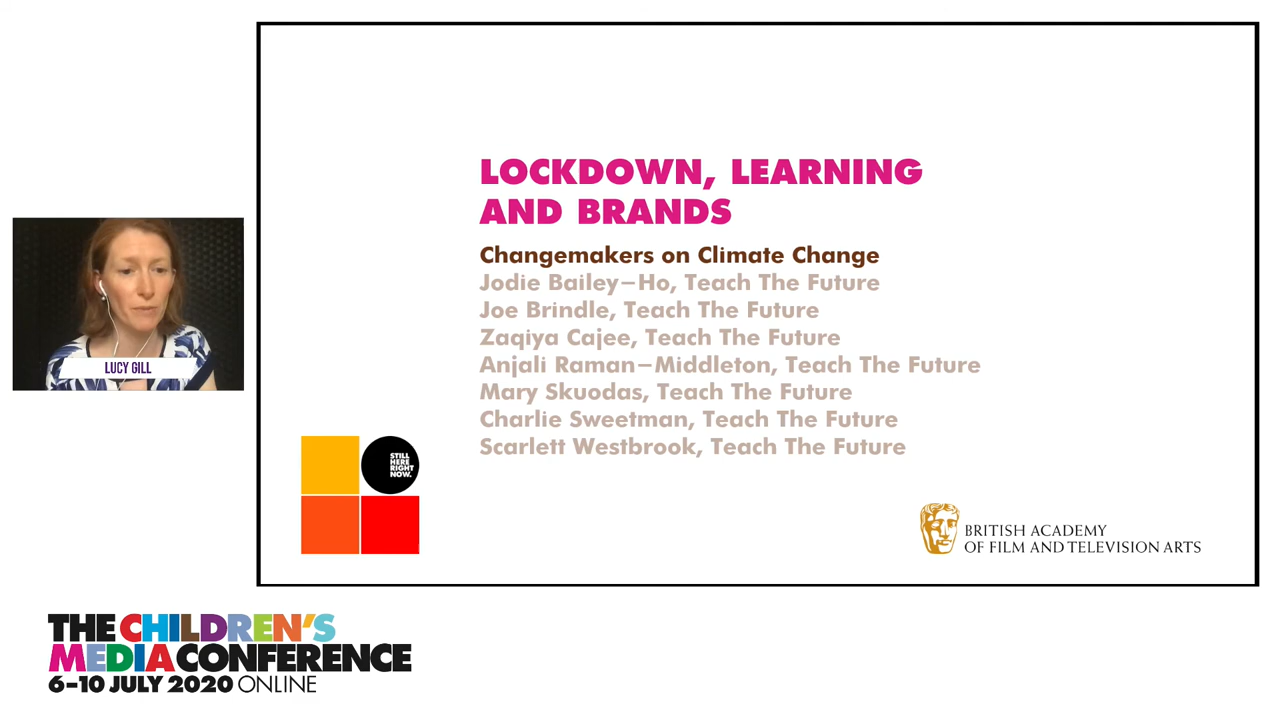 LOCKDOWN, LEARNING
AND BRANDS
Changemakers on Climate Change
Jodie Bailey–Ho, Teach The Future
Joe Brindle, Teach The Future
Zaqiya Cajee, Teach The Future
Anjali Raman–Middleton, Teach The Future
Mary Skuodas, Teach The Future
Charlie Sweetman, Teach The Future
Scarlett Westbrook, Teach The Future
LUCY GILL
STILL
HERE
RIGHT
NOW.
BRITISH ACADEMY
OF FILM AND TELEVISION ARTS
THE CHILDREN'S
MEDIA CONFERENCE
6–10 JULY 2020 ONLINE